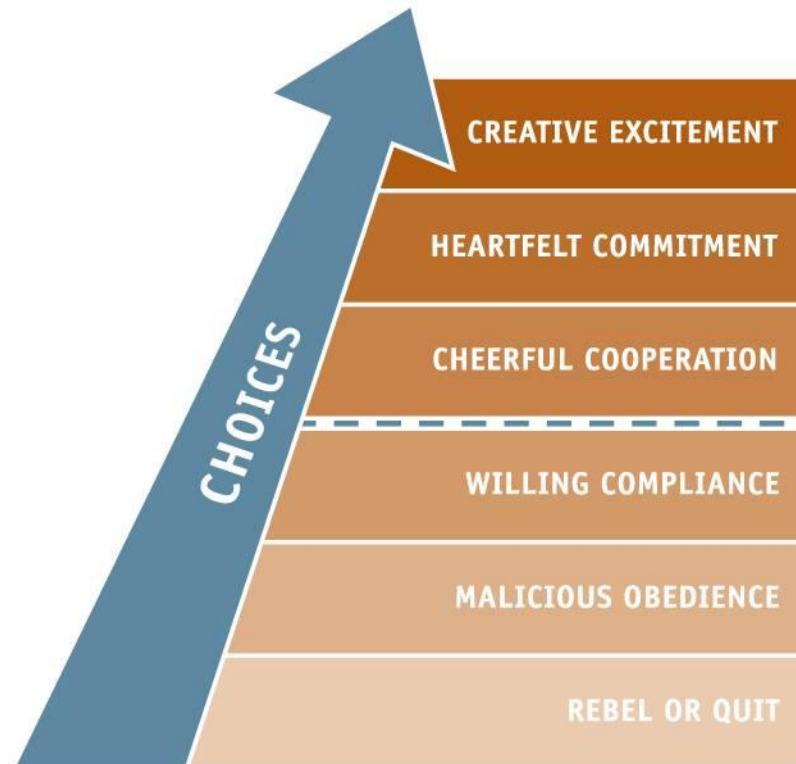 CREATIVE EXCITEMENT
HEARTFELT COMMITMENT
CHEERFUL COOPERATION
CHOICES
WILLING COMPLIANCE
MALICIOUS OBEDIENCE
REBEL OR QUIT